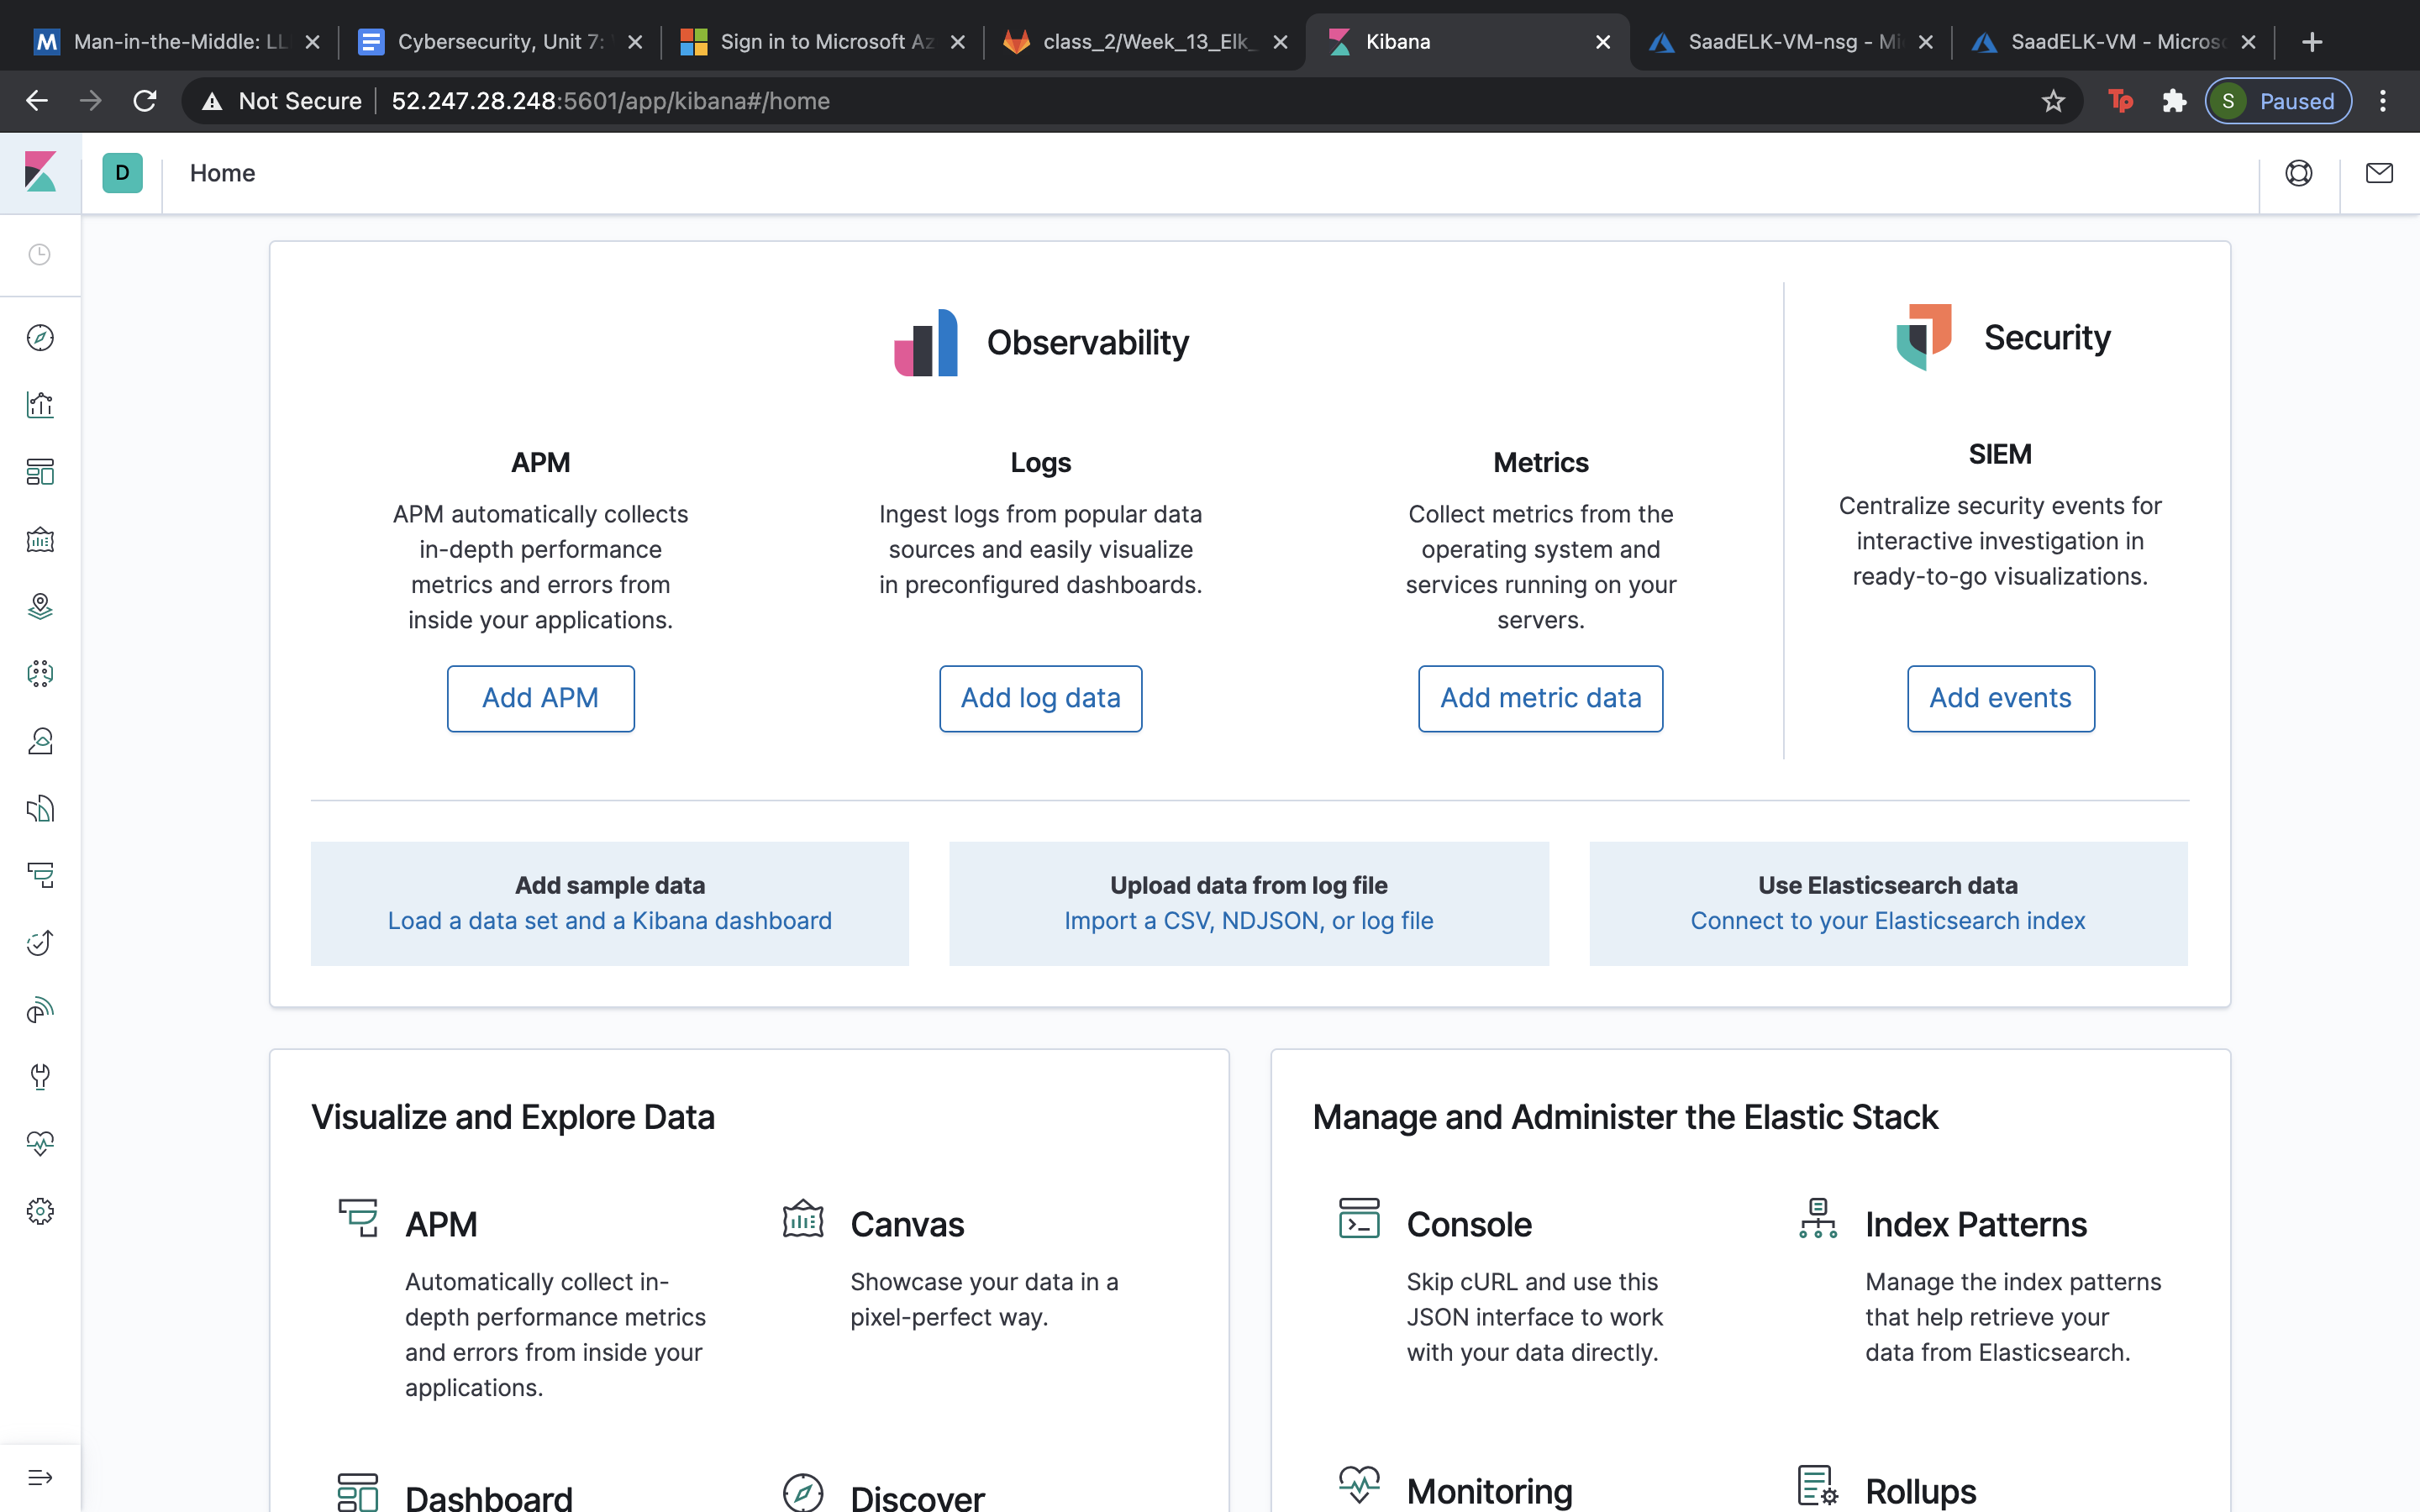 Man-in-the-Middle: LL
Cybersecurity, Unit 7:
Sign in to Microsoft Az
class_2/Week_13_Elk_
Kibana
SaadELK-VM-nsg - Mi
SaadELK-VM - Micros
Not Secure
52.247.28.248:5601/app/kibana#/home
Tp
S
Paused
D
Home
Observability
Security
APM
APM automatically collects
in-depth performance
metrics and errors from
inside your applications.
Add APM
Logs
Ingest logs from popular data
sources and easily visualize
in preconfigured dashboards.
Add log data
Metrics
Collect metrics from the
operating system and
services running on your
servers.
Add metric data
SIEM
Centralize security events for
interactive investigation in
ready-to-go visualizations.
Add events
Add sample data
Load a data set and a Kibana dashboard
Upload data from log file
Import a CSV, NDJSON, or log file
Use Elasticsearch data
Connect to your Elasticsearch index
Visualize and Explore Data
APM
Automatically collect in-
depth performance metrics
and errors from inside your
applications.
Canvas
Showcase your data in a
pixel-perfect way.
Dashboard
Discover
Manage and Administer the Elastic Stack
Console
Skip cURL and use this
JSON interface to work
with your data directly.
Index Patterns
Manage the index patterns
that help retrieve your
data from Elasticsearch.
Monitoring
Rollups